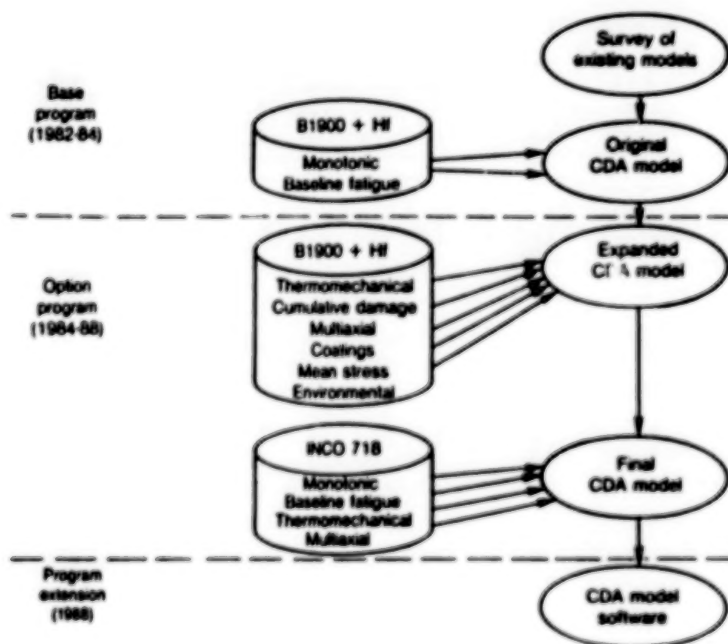 Survey of
existing models
Base
program
(1982-84)
B1900 + Hf
Monotonic
Baseline fatigue
Original
CDA model
Option
program
(1984-88)
B1900 + Hf
Thermomechanical
Cumulative damage
Multiaxial
Coatings
Mean stress
Environmental
Expanded
CDA model
INCO 718
Monotonic
Baseline fatigue
Thermomechanical
Multiaxial
Final
CDA model
Program
extension
(1988)
CDA model
software